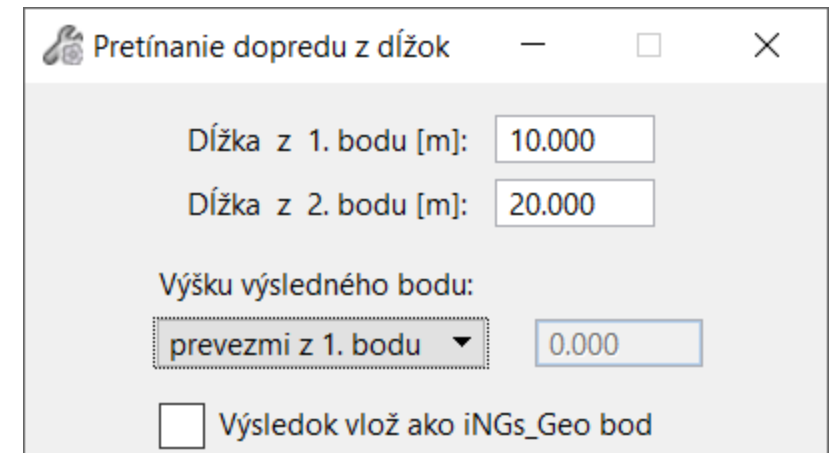 Pretínanie dopredu z dĺžok
Dĺžka z 1. bodu [m]: 10.000
Dĺžka z 2. bodu [m]: 20.000
Výšku výsledného bodu:
prevezmi z 1. bodu 0.000
Výsledok vlož ako iNGs_Geo bod